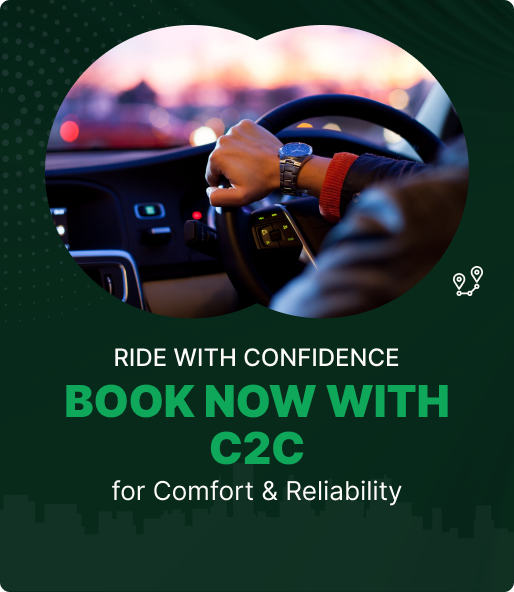 RIDE WITH CONFIDENCE
BOOK NOW WITH
C2C
for Comfort & Reliability